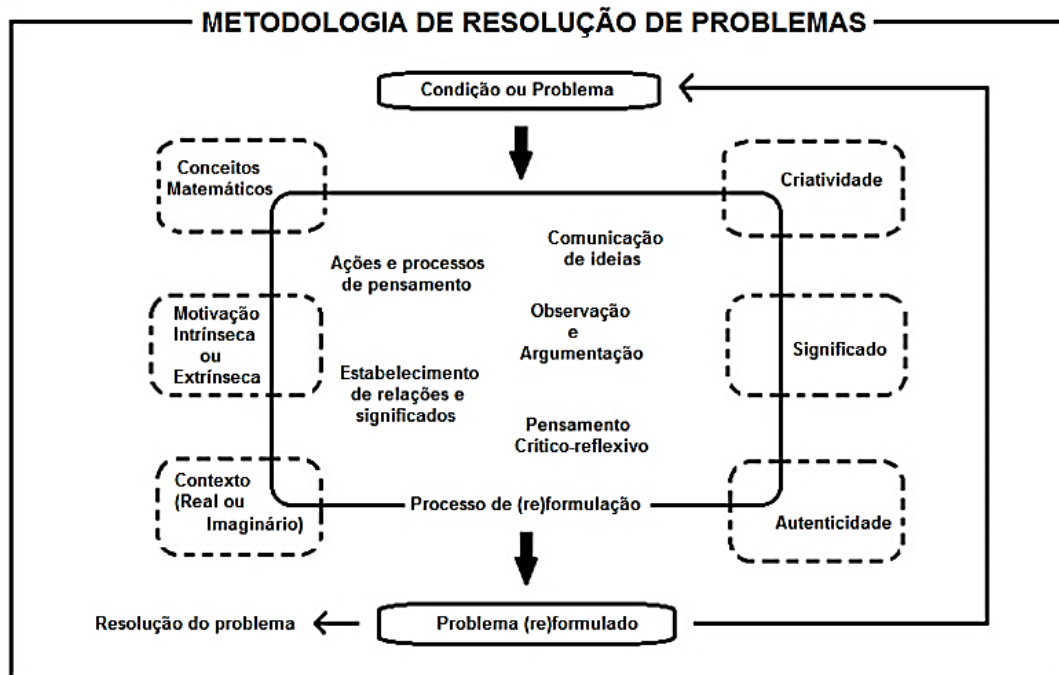 METODOLOGIA DE RESOLUÇÃO DE PROBLEMAS
Condição ou Problema
Conceitos
Matemáticos
Criatividade
Comunicação
de ideias
Ações e processos
de pensamento
Motivação
Intrínseca
ou
Extrínseca
Observação
e
Argumentação
Significado
Estabelecimento
de relações e
significados
Pensamento
Crítico-reflexivo
Contexto
(Real ou
Imaginário)
Processo de (re)formulação
Autenticidade
Resolução do problema
Problema (re)formulado